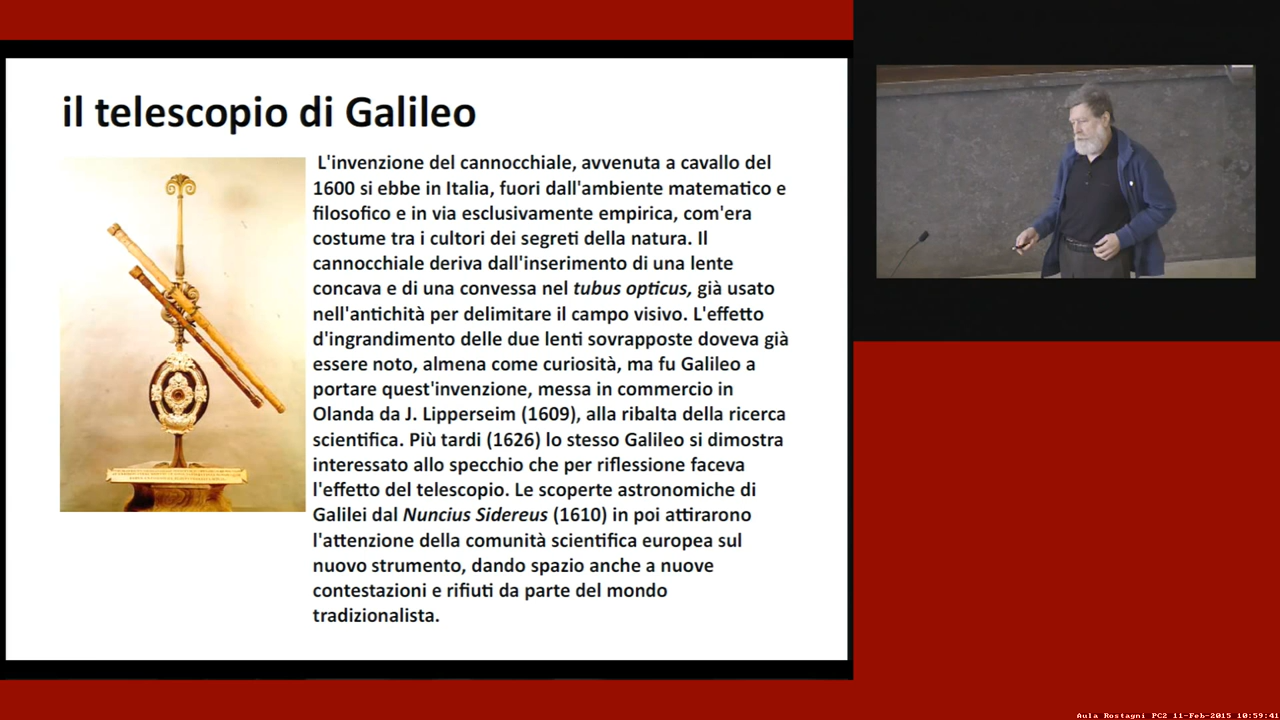 il telescopio di Galileo
L'invenzione del cannocchiale, avvenuta a cavallo del
1600 si ebbe in Italia, fuori dall'ambiente matematico e
filosofico e in via esclusivamente empirica, com'era
costume tra i cultori dei segreti della natura. Il
cannocchiale deriva dall'inserimento di una lente
concava e di una convessa nel tubus opticus, già usato
nell'antichità per delimitare il campo visivo. L'effetto
d'ingrandimento delle due lenti sovrapposte doveva già
essere noto, almena come curiosità, ma fu Galileo a
portare quest'invenzione, messa in commercio in
Olanda da J. Lipperseim (1609), alla ribalta della ricerca
scientifica. Più tardi (1626) lo stesso Galileo si dimostra
interessato allo specchio che per riflessione faceva
l'effetto del telescopio. Le scoperte astronomiche di
Galilei dal Nuncius Sidereus (1610) in poi attirarono
l'attenzione della comunità scientifica europea sul
nuovo strumento, dando spazio anche a nuove
contestazioni e rifiuti da parte del mondo
tradizionalista.
Aula Rostagni PC2 11-Feb-2015 10:59:41